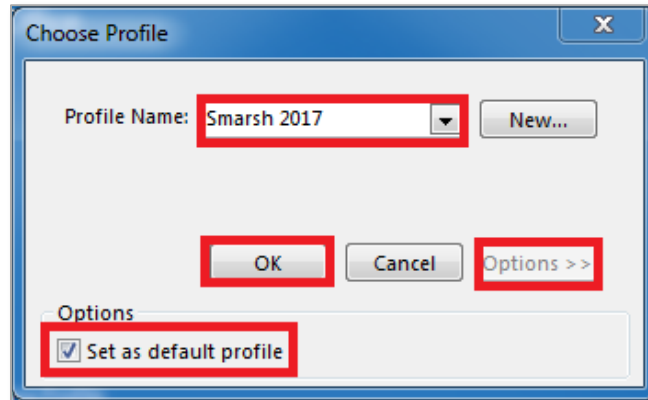 Choose Profile
X
Profile Name: Smarsh 2017 New...
OK Cancel Options >>
Options
Set as default profile